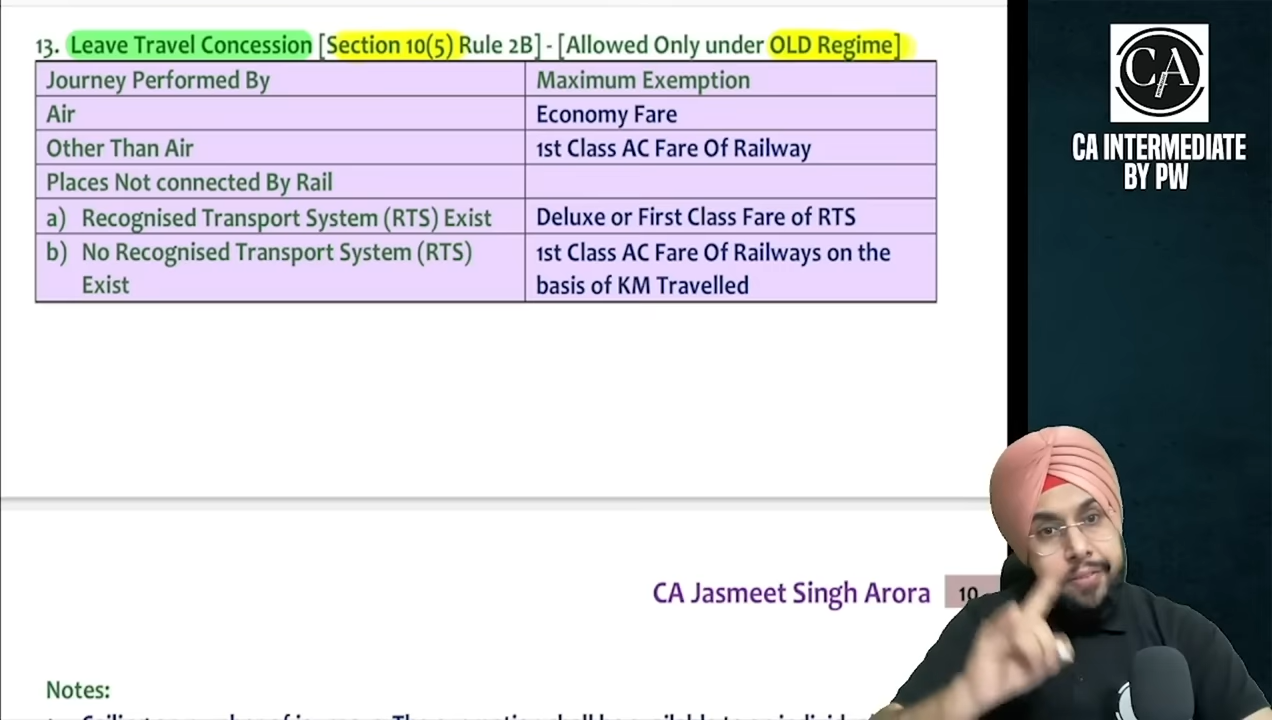 13. Leave Travel Concession [Section 10(5) Rule 2B] - [Allowed Only under OLD Regime]
Journey Performed By Maximum Exemption
Air Economy Fare
Other Than Air 1st Class AC Fare Of Railway
Places Not connected By Rail
a) Recognised Transport System (RTS) Exist Deluxe or First Class Fare of RTS
b) No Recognised Transport System (RTS) Exist 1st Class AC Fare Of Railways on the basis of KM Travelled
CA Jasmeet Singh Arora 10
Notes:
CA
CA INTERMEDIATE
BY PW